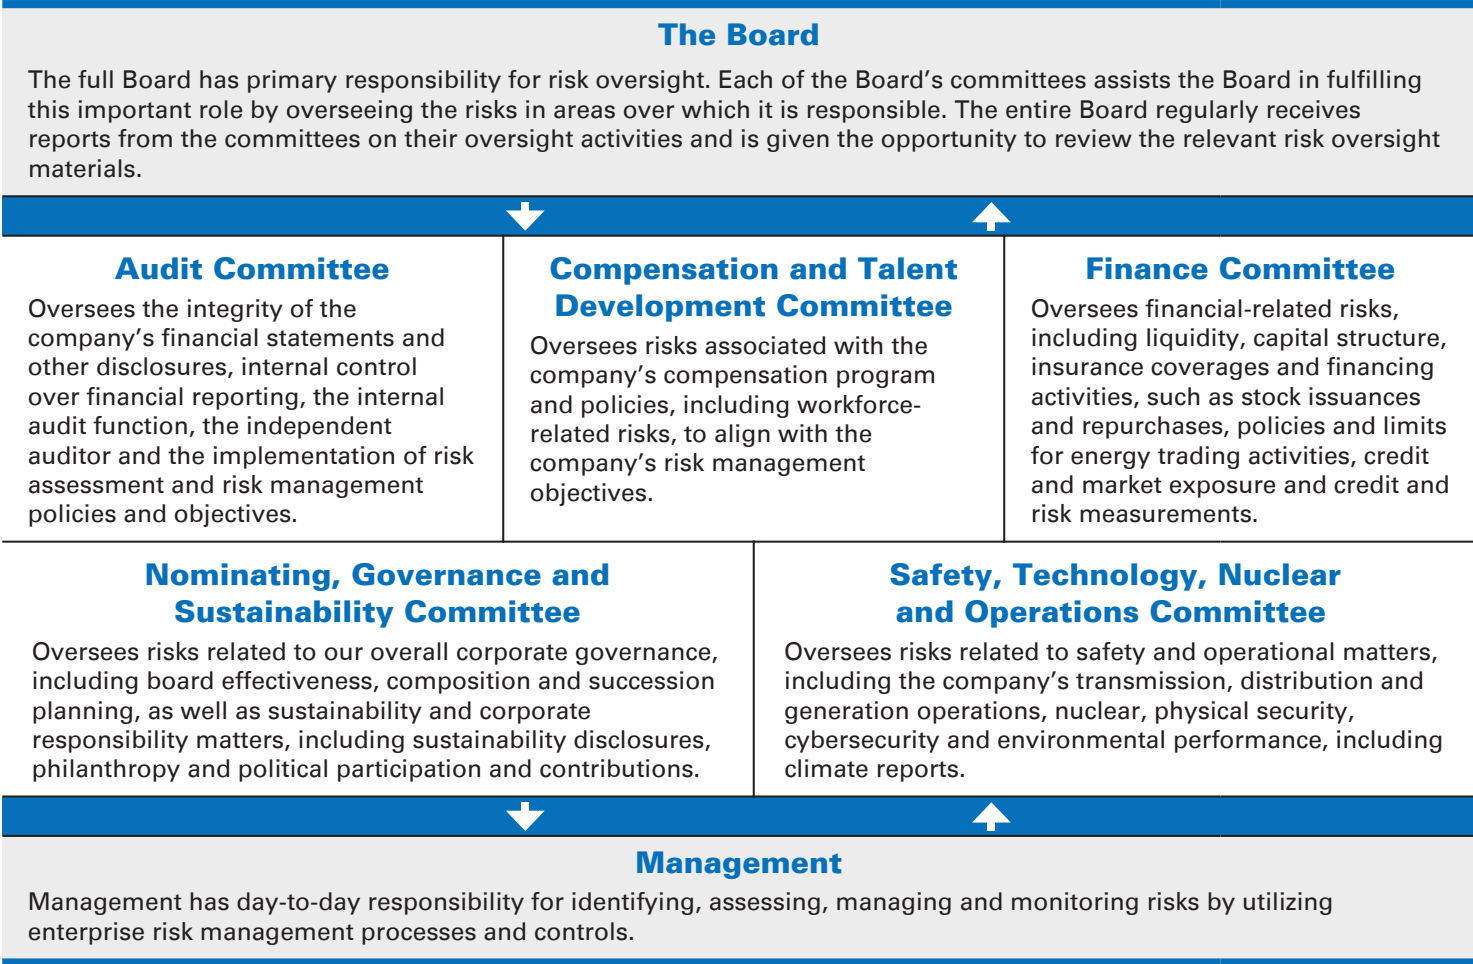 The Board
The full Board has primary responsibility for risk oversight. Each of the Board’s committees assists the Board in fulfilling
this important role by overseeing the risks in areas over which it is responsible. The entire Board regularly receives
reports from the committees on their oversight activities and is given the opportunity to review the relevant risk oversight
materials.
Audit Committee
Oversees the integrity of the
company’s financial statements and
other disclosures, internal control
over financial reporting, the internal
audit function, the independent
auditor and the implementation of risk
assessment and risk management
policies and objectives.
Compensation and Talent
Development Committee
Oversees risks associated with the
company’s compensation program
and policies, including workforce-
related risks, to align with the
company’s risk management
objectives.
Finance Committee
Oversees financial-related risks,
including liquidity, capital structure,
insurance coverages and financing
activities, such as stock issuances
and repurchases, policies and limits
for energy trading activities, credit
and market exposure and credit and
risk measurements.
Nominating, Governance and
Sustainability Committee
Oversees risks related to our overall corporate governance,
including board effectiveness, composition and succession
planning, as well as sustainability and corporate
responsibility matters, including sustainability disclosures,
philanthropy and political participation and contributions.
Safety, Technology, Nuclear
and Operations Committee
Oversees risks related to safety and operational matters,
including the company’s transmission, distribution and
generation operations, nuclear, physical security,
cybersecurity and environmental performance, including
climate reports.
Management
Management has day-to-day responsibility for identifying, assessing, managing and monitoring risks by utilizing
enterprise risk management processes and controls.